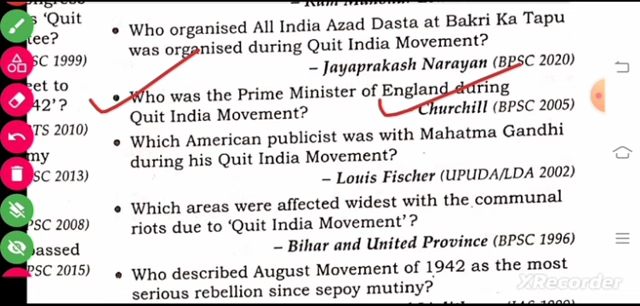 s 'Quit
tee?
SC 1999)
eet to
42'?
TS 2010)
my
SC 2013)
PSC 2008)
passed
PSC 2015)
• Who organised All India Azad Dasta at Bakri Ka Tapu
was organised during Quit India Movement?
– Jayaprakash Narayan (BPSC 2020)
• Who was the Prime Minister of England during
Quit India Movement? Churchill (BPSC 2005)
• Which American publicist was with Mahatma Gandhi
during his Quit India Movement?
– Louis Fischer (UPUDA/LDA 2002)
• Which areas were affected widest with the communal
riots due to 'Quit India Movement'?
– Bihar and United Province (BPSC 1996)
• Who described August Movement of 1942 as the most
serious rebellion since sepoy mutiny?
XRecorder